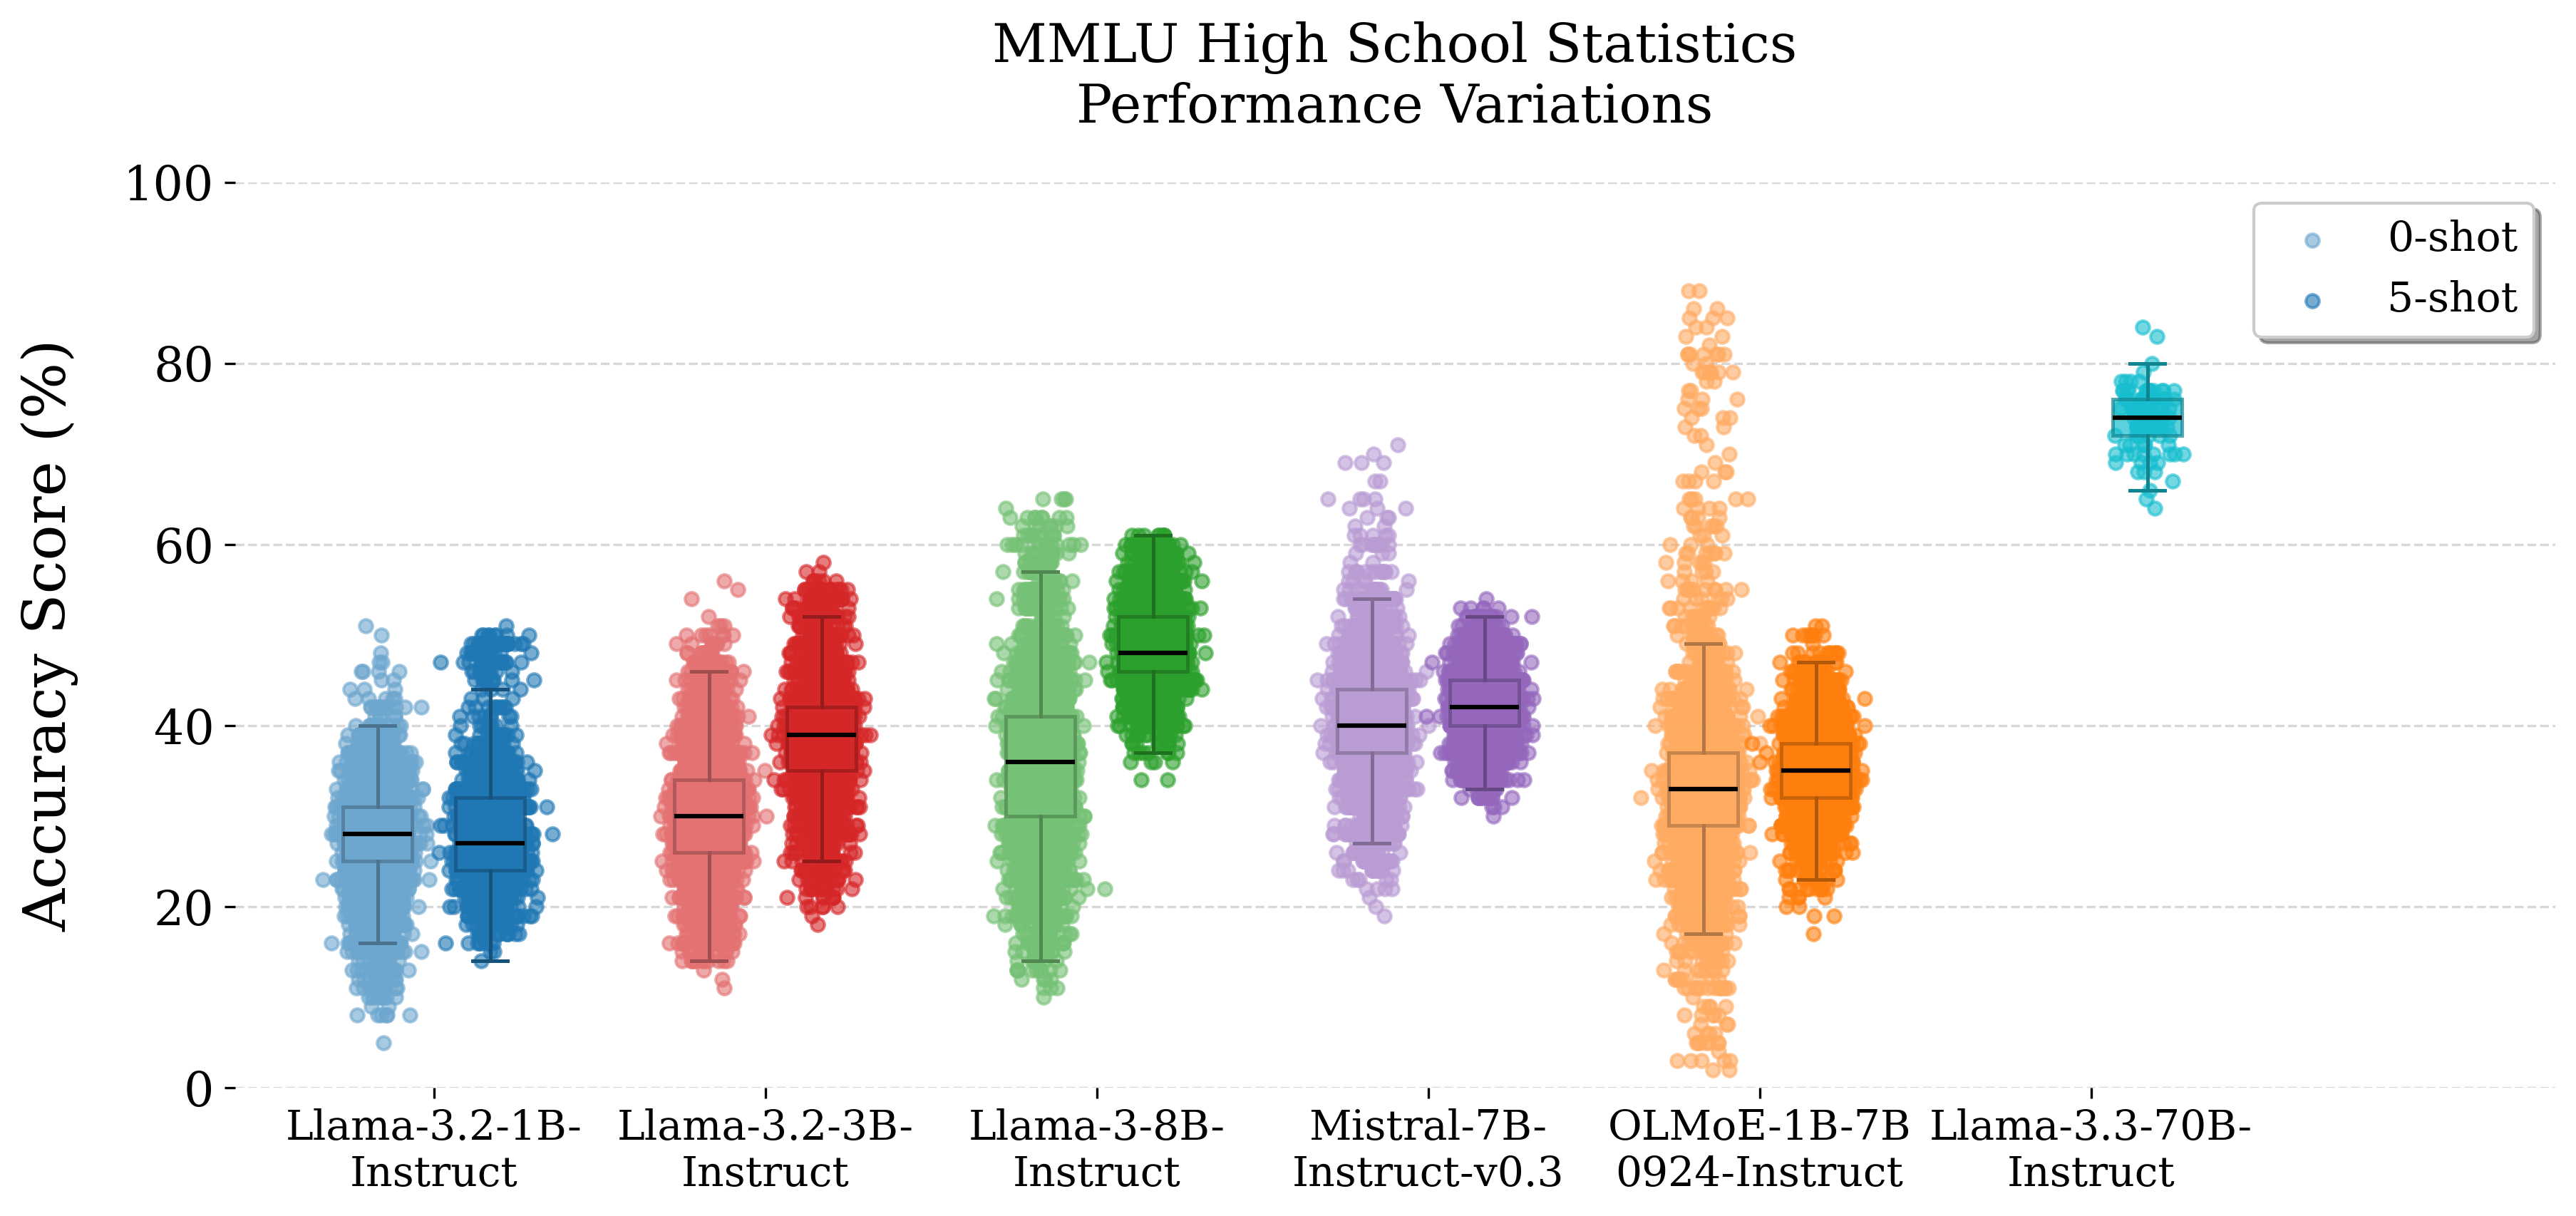 MMLU High School Statistics
Performance Variations
Accuracy Score (%)
100
80
60
40
20
0
0-shot
5-shot
Llama-3.2-1B-
Instruct
Llama-3.2-3B-
Instruct
Llama-3-8B-
Instruct
Mistral-7B-
Instruct-v0.3
OLMoE-1B-7B
0924-Instruct
Llama-3.3-70B-
Instruct